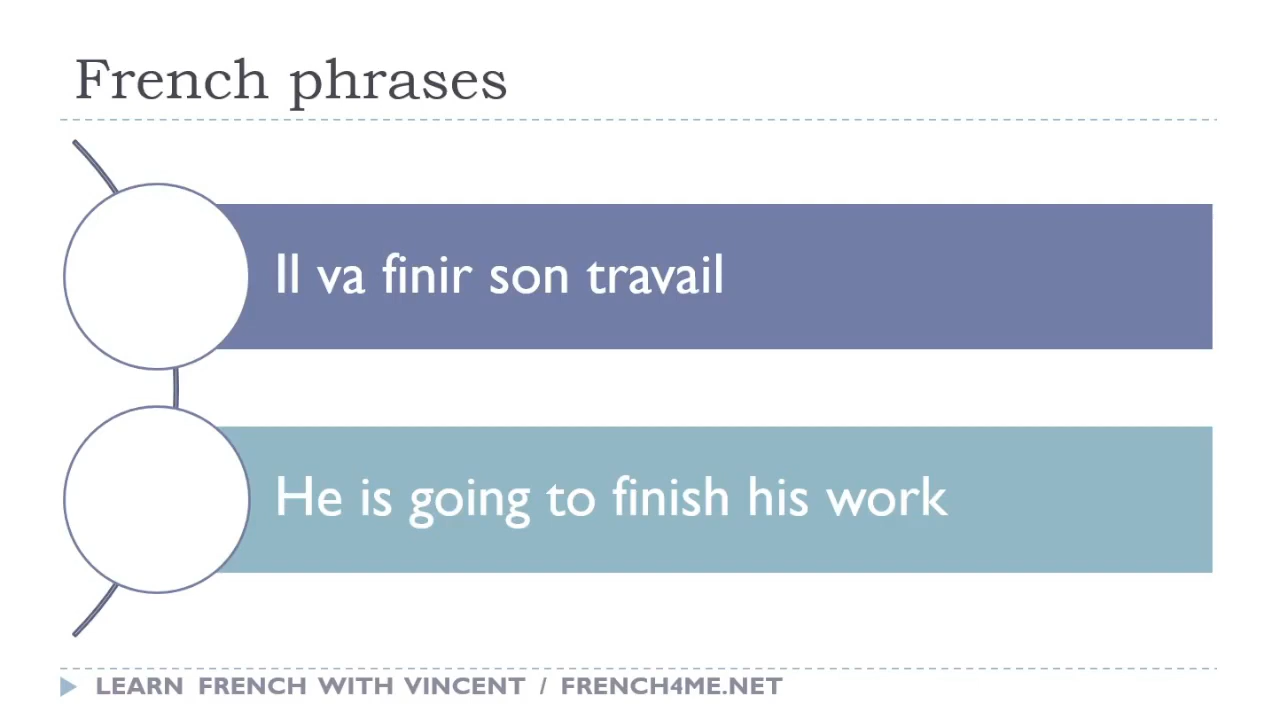 French phrases
Il va finir son travail
He is going to finish his work
LEARN FRENCH WITH VINCENT / FRENCH4ME.NET